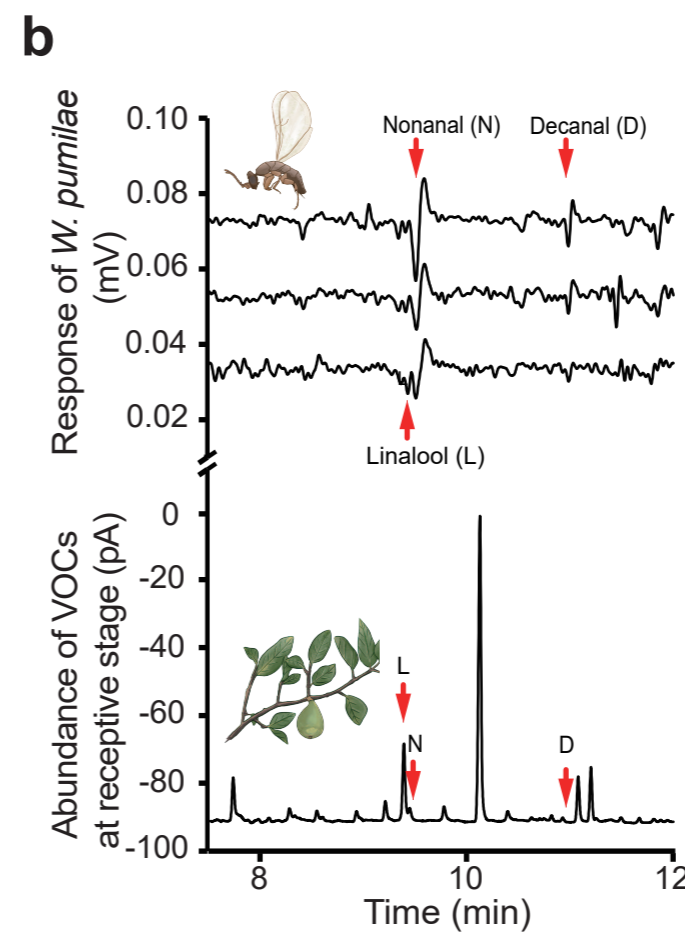 b
Response of W. pumilae
(mV)
0.10
0.08
0.06
0.04
0.02
Nonanal (N)
Decanal (D)
Linalool (L)
Abundance of VOCs
at receptive stage (pA)
0
-20
-40
-60
-80
-100
L
N
D
8
10
12
Time (min)